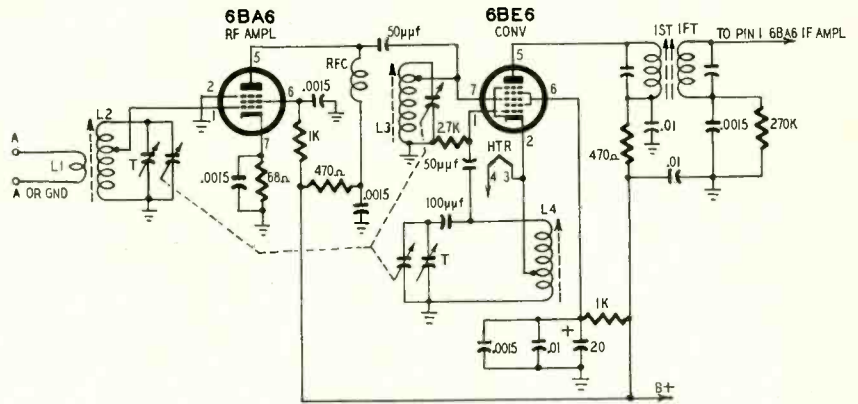 6BA6
RF AMPL
6BE6
CONV
50µµf
5
RFC
2
6
.0015
1
7
L2
A
L1
A OR GND
T
.0015
68Ω
1K
470Ω
.0015
L3
27K
50µµf
100µµf
5
7
1
6
2
HTR
4 3
L4
T
1ST IFT
TO PIN 1 6BA6 IF AMPL
.01
.0015
270K
470Ω
.01
1K
.0015
.01
+
20
B+